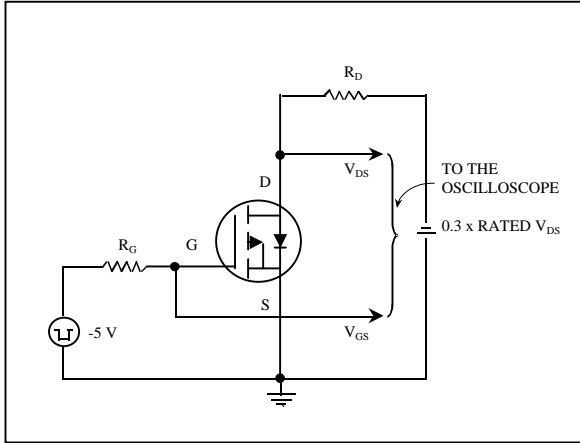 R_D
V_DS
TO THE
OSCILLOSCOPE
D
0.3 x RATED V_DS
R_G
G
S
-5 V
V_GS